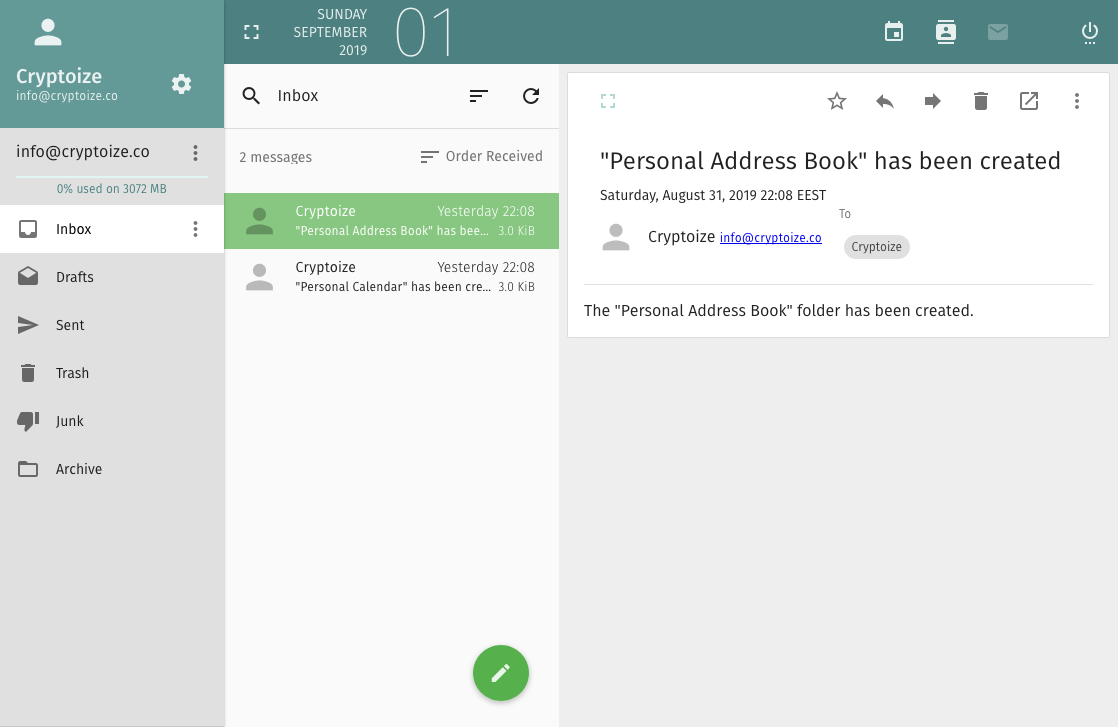 Cryptoize
info@cryptoize.co
info@cryptoize.co
0% used on 3072 MB
Inbox
Drafts
Sent
Trash
Junk
Archive
SUNDAY
SEPTEMBER
2019
01
Inbox
2 messages
Order Received
Cryptoize Yesterday 22:08
"Personal Address Book" has bee... 3.0 KiB
Cryptoize Yesterday 22:08
"Personal Calendar" has been cre... 3.0 KiB
"Personal Address Book" has been created
Saturday, August 31, 2019 22:08 EEST
To
Cryptoize info@cryptoize.co
Cryptoize
The "Personal Address Book" folder has been created.